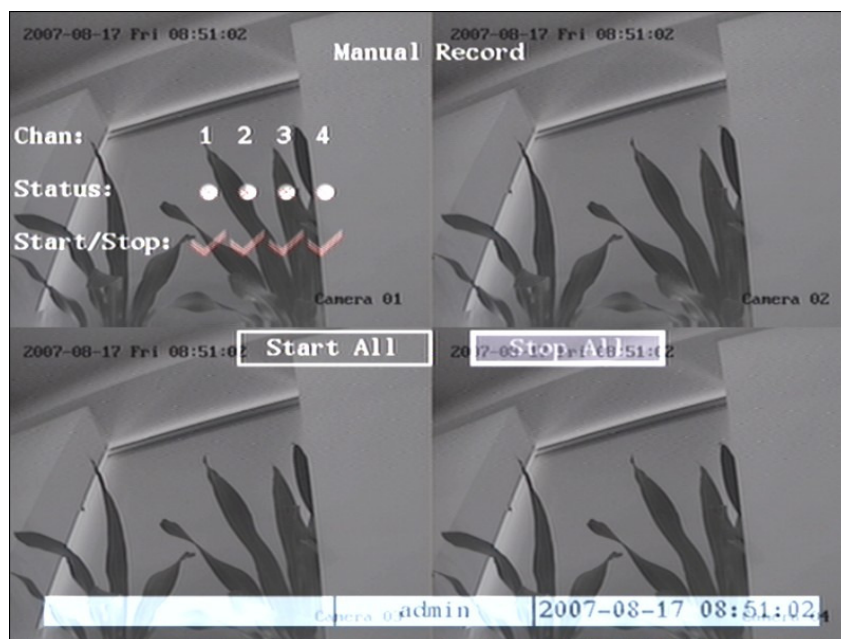 2007-08-17 Fri 08:51:02
2007-08-17 Fri 08:51:02
Manual Record
Chan: 1 2 3 4
Status:
Start/Stop:
Camera 01
Camera 02
2007-08-17 Fri 08:51:02
Start All
Stop All
Camera 03
admin
2007-08-17 08:51:02